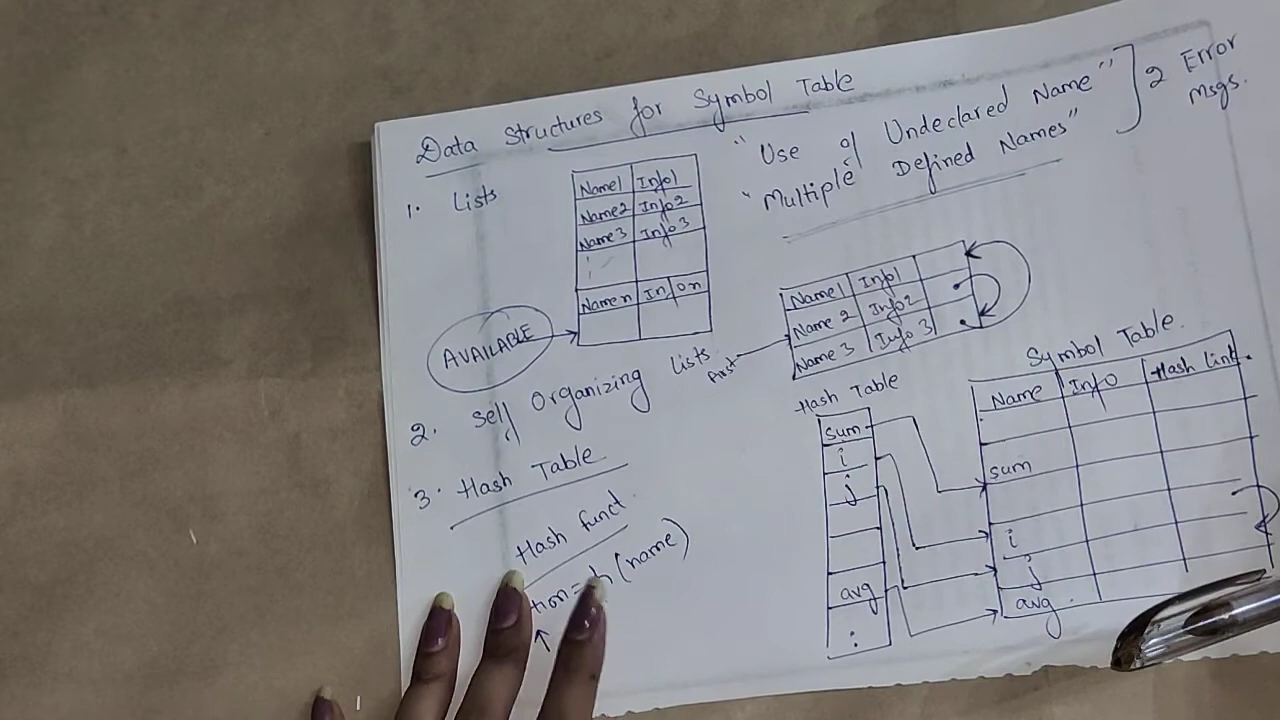 Data Structures for Symbol Table
"Use of Undeclared Name"
"Multiple Defined Names"
2 Error
Msgs.
1. Lists
Name1 Info1
Name2 Info2
Name3 Info3
Namen Infon
AVAILABLE
Name1 Info1
Name 2 Info2
Name 3 Info 3
First
2. Self Organizing Lists
3. Hash Table
Hash funct
= h (name)
Hash Table
sum
i
j
avg
Symbol Table.
Name Info Hash Link
sum
i
j
avg